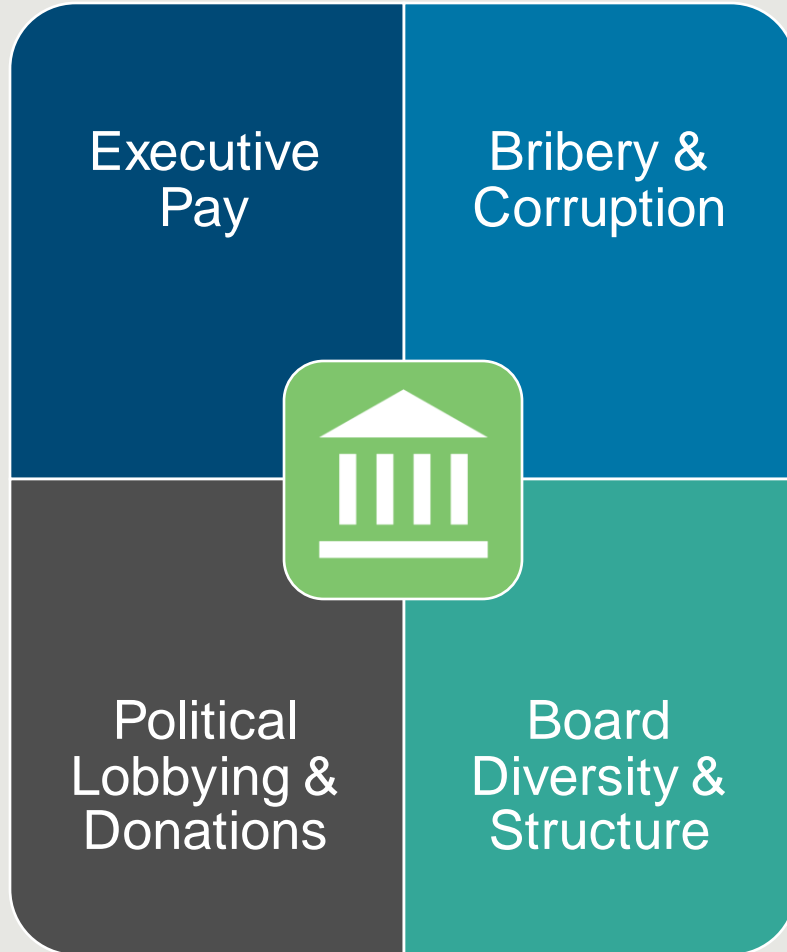 Executive
Pay
Bribery &
Corruption
Political
Lobbying &
Donations
Board
Diversity &
Structure